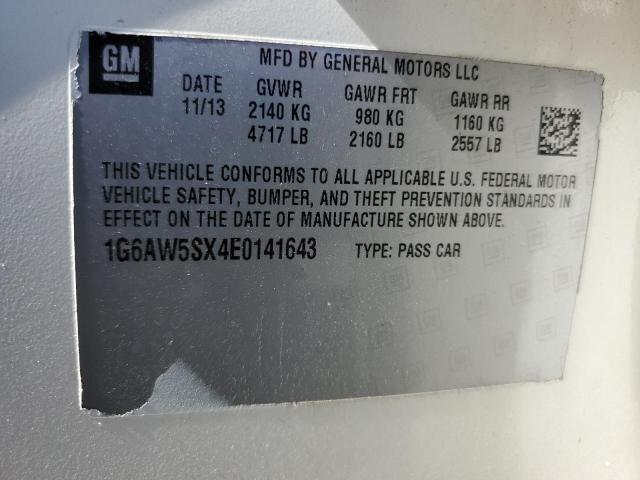 GM
MFD BY GENERAL MOTORS LLC
DATE GVWR GAWR FRT GAWR RR
11/13 2140 KG 980 KG 1160 KG
4717 LB 2160 LB 2557 LB
THIS VEHICLE CONFORMS TO ALL APPLICABLE U.S. FEDERAL MOTOR
VEHICLE SAFETY, BUMPER, AND THEFT PREVENTION STANDARDS IN
EFFECT ON THE DATE OF MANUFACTURE SHOWN ABOVE.
1G6AW5SX4E0141643 TYPE: PASS CAR